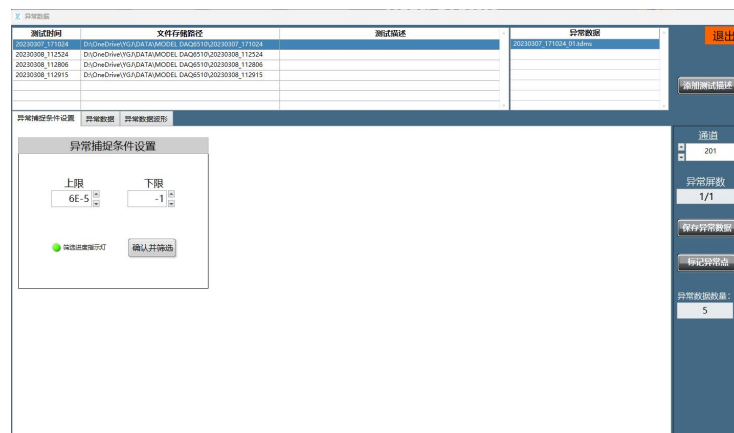 异常数据
测试时间 文件存储路径 测试描述 异常数据
20230307_171024 D:\OneDrive\YGJ\DATA\MODEL DAQ6510\20230307_171024 20230307_171024_01.tdms
20230308_112524 D:\OneDrive\YGJ\DATA\MODEL DAQ6510\20230308_112524
20230308_112806 D:\OneDrive\YGJ\DATA\MODEL DAQ6510\20230308_112806
20230308_112915 D:\OneDrive\YGJ\DATA\MODEL DAQ6510\20230308_112915
退出
添加测试描述
异常捕捉条件设置 异常数据 异常数据波形
异常捕捉条件设置
上限 下限
6E-5 -1
筛选进度指示灯 确认并筛选
通道
201
异常屏数
1/1
保存异常数据
标记异常点
异常数据数量:
5